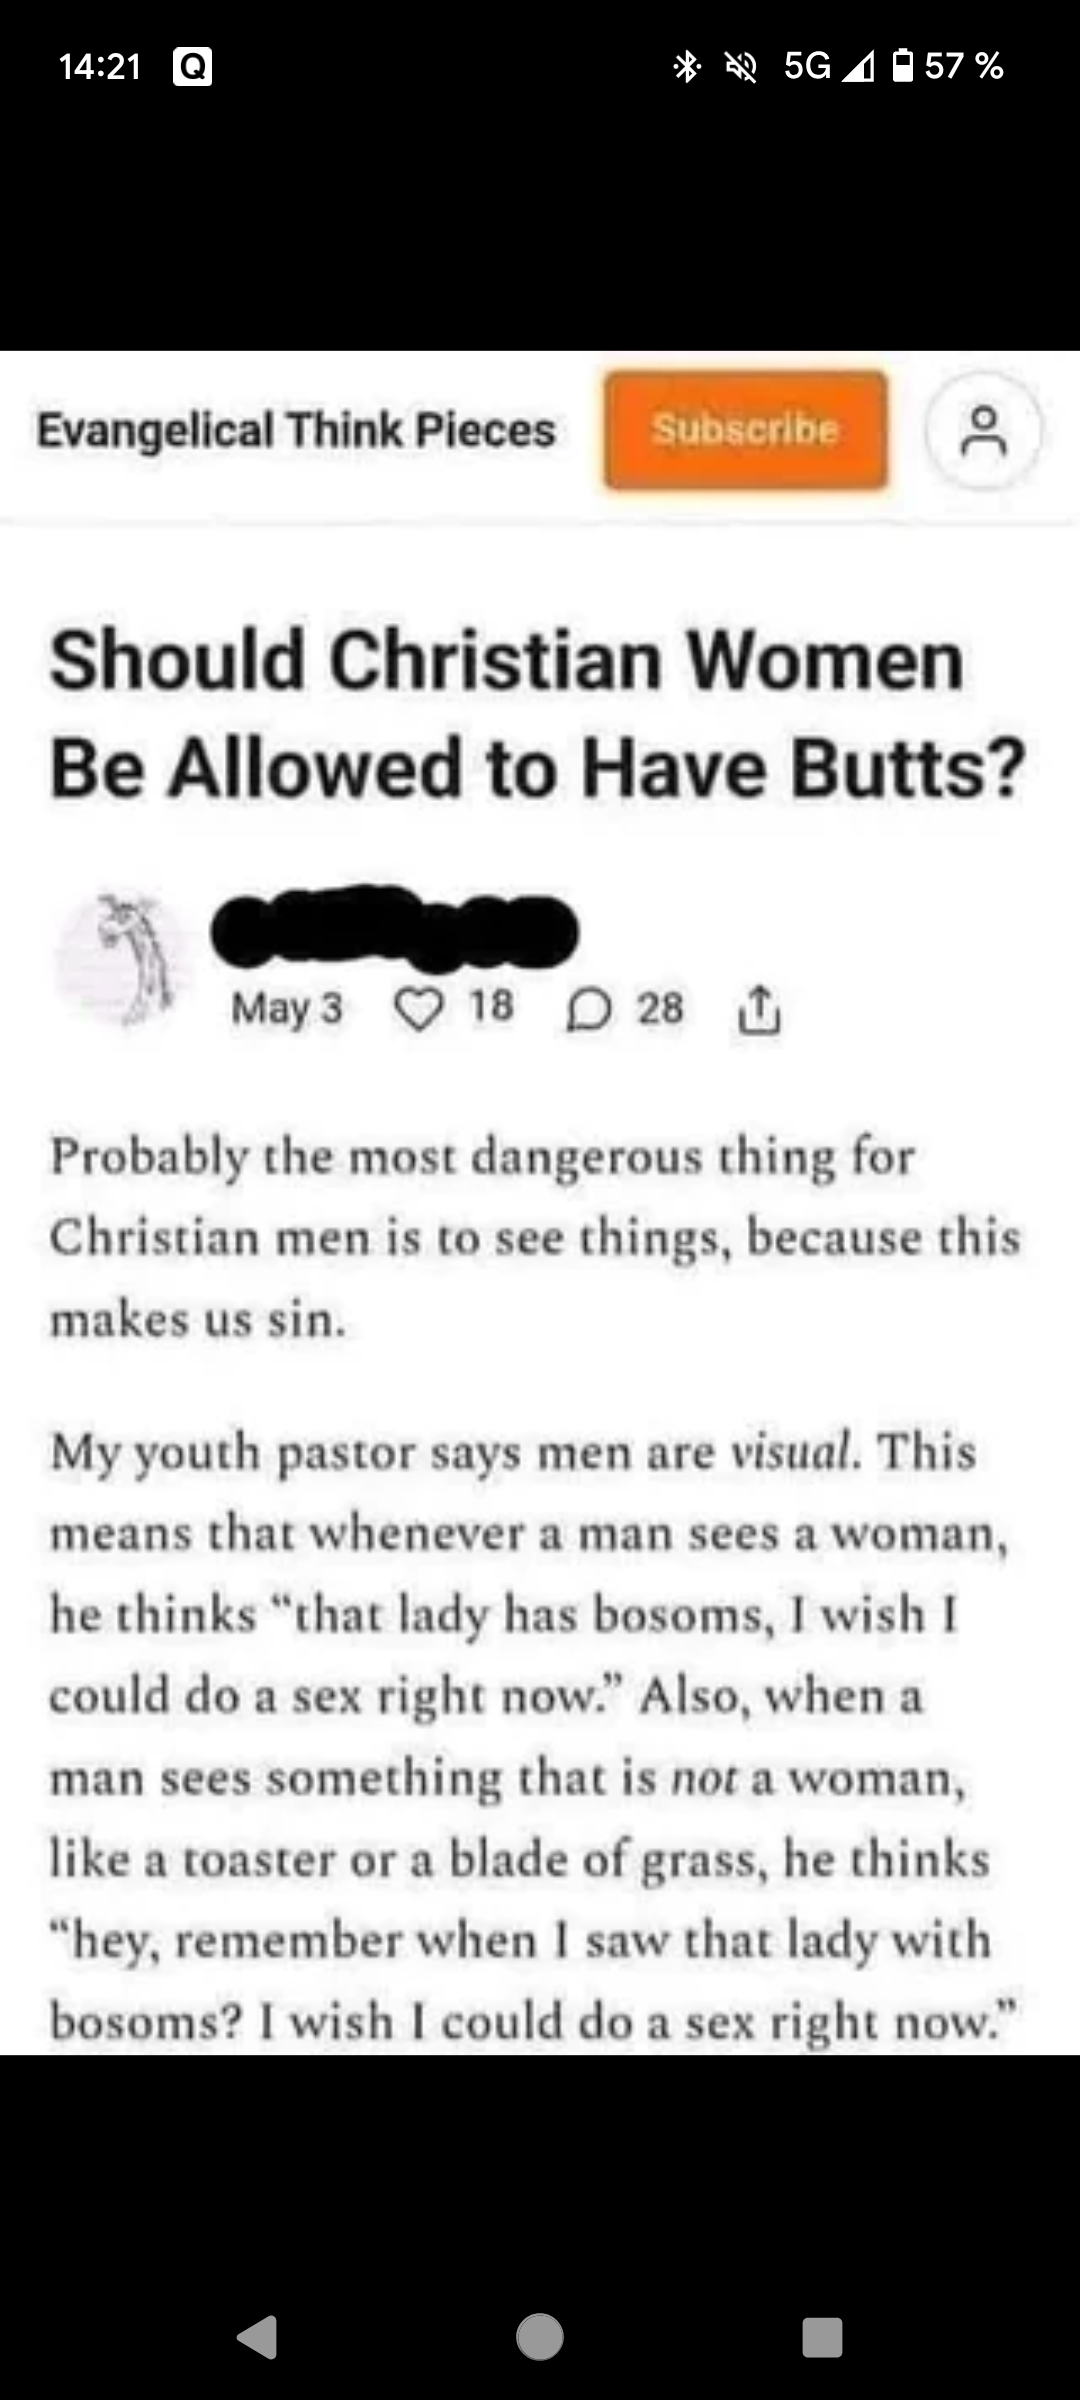 14:21 Q 5G 57 %
Evangelical Think Pieces Subscribe
Should Christian Women
Be Allowed to Have Butts?
May 3 18 28
Probably the most dangerous thing for
Christian men is to see things, because this
makes us sin.
My youth pastor says men are visual. This
means that whenever a man sees a woman,
he thinks “that lady has bosoms, I wish I
could do a sex right now.” Also, when a
man sees something that is not a woman,
like a toaster or a blade of grass, he thinks
“hey, remember when I saw that lady with
bosoms? I wish I could do a sex right now.”